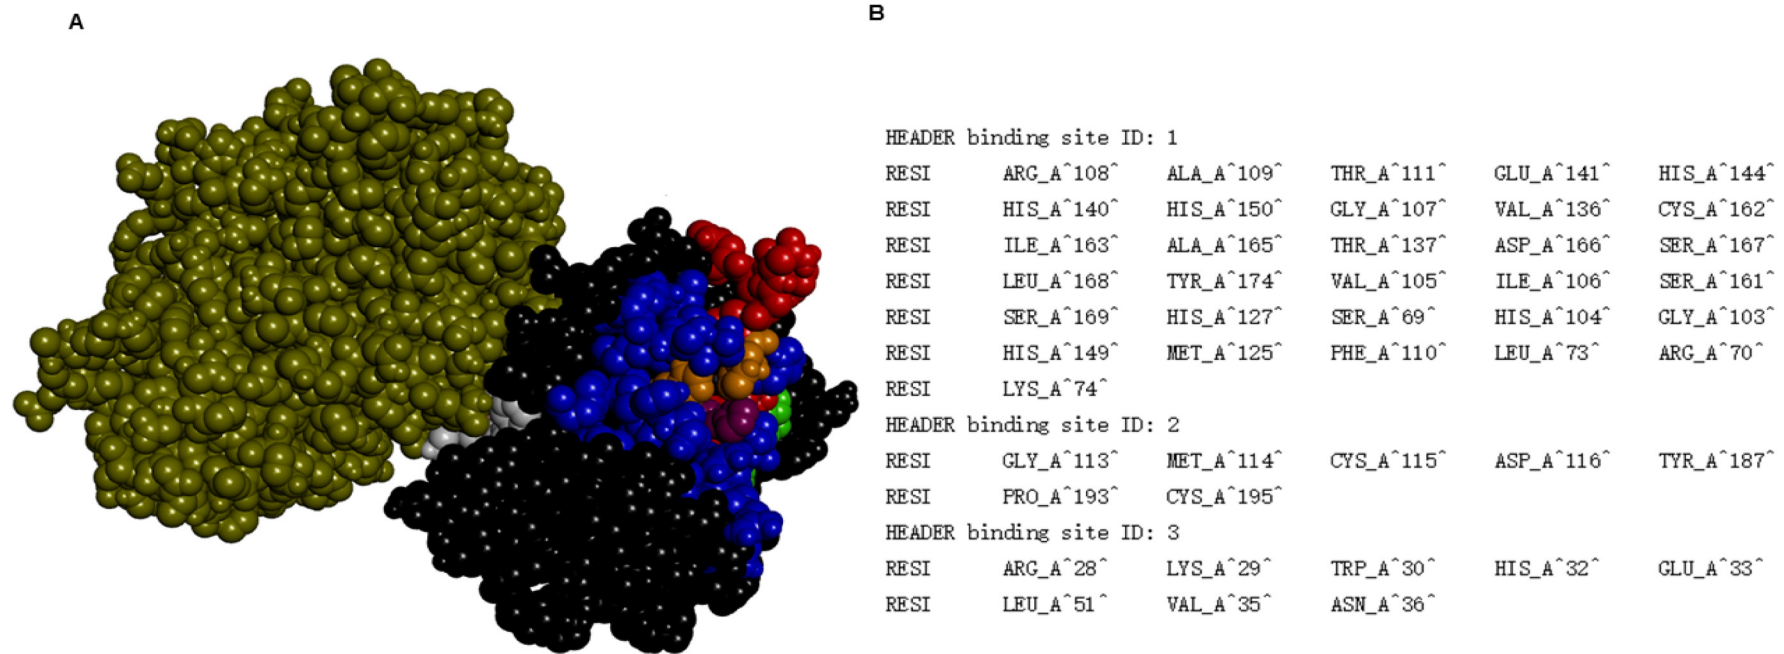 A
B
HEADER binding site ID: 1
RESI ARG_A^108^ ALA_A^109^ THR_A^111^ GLU_A^141^ HIS_A^144^
RESI HIS_A^140^ HIS_A^150^ GLY_A^107^ VAL_A^136^ CYS_A^162^
RESI ILE_A^163^ ALA_A^165^ THR_A^137^ ASP_A^166^ SER_A^167^
RESI LEU_A^168^ TYR_A^174^ VAL_A^105^ ILE_A^106^ SER_A^161^
RESI SER_A^169^ HIS_A^127^ SER_A^69^ HIS_A^104^ GLY_A^103^
RESI HIS_A^149^ MET_A^125^ PHE_A^110^ LEU_A^73^ ARG_A^70^
RESI LYS_A^74^
HEADER binding site ID: 2
RESI GLY_A^113^ MET_A^114^ CYS_A^115^ ASP_A^116^ TYR_A^187^
RESI PRO_A^193^ CYS_A^195^
HEADER binding site ID: 3
RESI ARG_A^28^ LYS_A^29^ TRP_A^30^ HIS_A^32^ GLU_A^33^
RESI LEU_A^51^ VAL_A^35^ ASN_A^36^